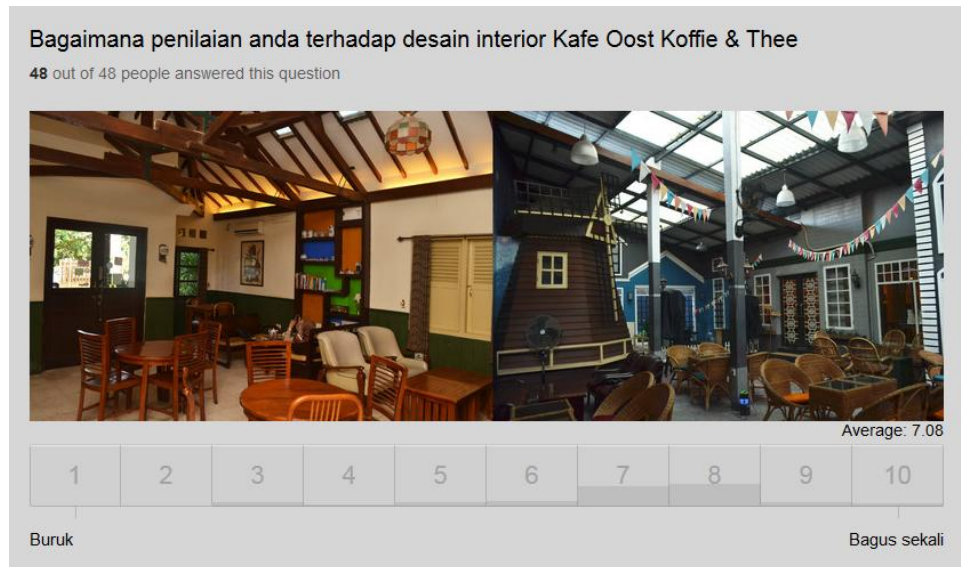 Bagaimana penilaian anda terhadap desain interior Kafe Oost Koffie & Thee
48 out of 48 people answered this question
Average: 7.08
1 2 3 4 5 6 7 8 9 10
Buruk Bagus sekali